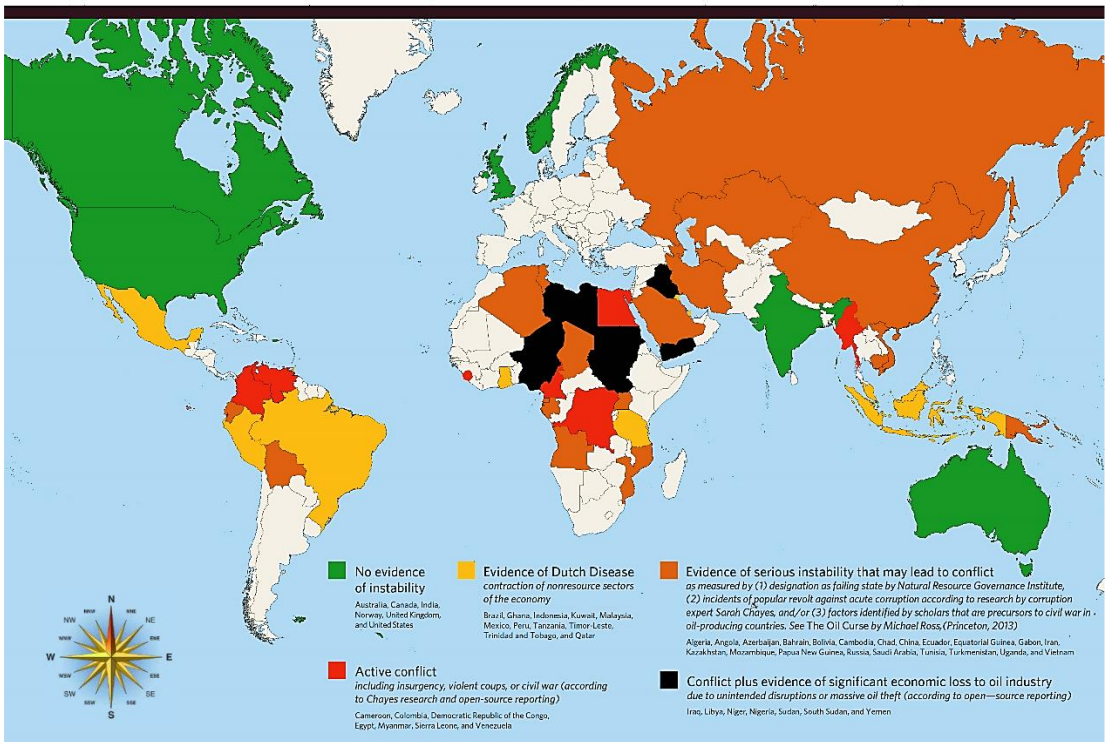 No evidence
of instability
Australia, Canada, India,
Norway, United Kingdom,
and United States
Evidence of Dutch Disease
contraction of nonresource sectors
of the economy
Brazil, Ghana, Indonesia, Kuwait, Malaysia,
Mexico, Peru, Tanzania, Timor-Leste,
Trinidad and Tobago, and Qatar
Evidence of serious instability that may lead to conflict
as measured by (1) designation as failing state by Natural Resource Governance Institute,
(2) incidents of popular revolt against acute corruption according to research by corruption
expert Sarah Chayes, and/or (3) factors identified by scholars that are precursors to civil war in
oil-producing countries. See The Oil Curse by Michael Ross,(Princeton, 2013)
Algeria, Angola, Azerbaijan, Bahrain, Bolivia, Cambodia, Chad, China, Ecuador, Equatorial Guinea, Gabon, Iran,
Kazakhstan, Mozambique, Papua New Guinea, Russia, Saudi Arabia, Tunisia, Turkmenistan, Uganda, and Vietnam
Active conflict
including insurgency, violent coups, or civil war (according
to Chayes research and open-source reporting)
Cameroon, Colombia, Democratic Republic of the Congo,
Egypt, Myanmar, Sierra Leone, and Venezuela
Conflict plus evidence of significant economic loss to oil industry
due to unintended disruptions or massive oil theft (according to open—source reporting)
Iraq, Libya, Niger, Nigeria, Sudan, South Sudan, and Yemen
N
NNW NNE
NW NE
W E
SW SE
S